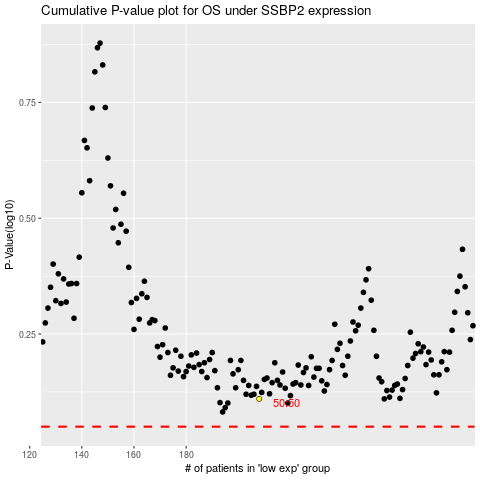 Cumulative P-value plot for OS under SSBP2 expression
P-Value(log10)
0.75
0.50
0.25
50:50
120
140
160
180
# of patients in 'low exp' group